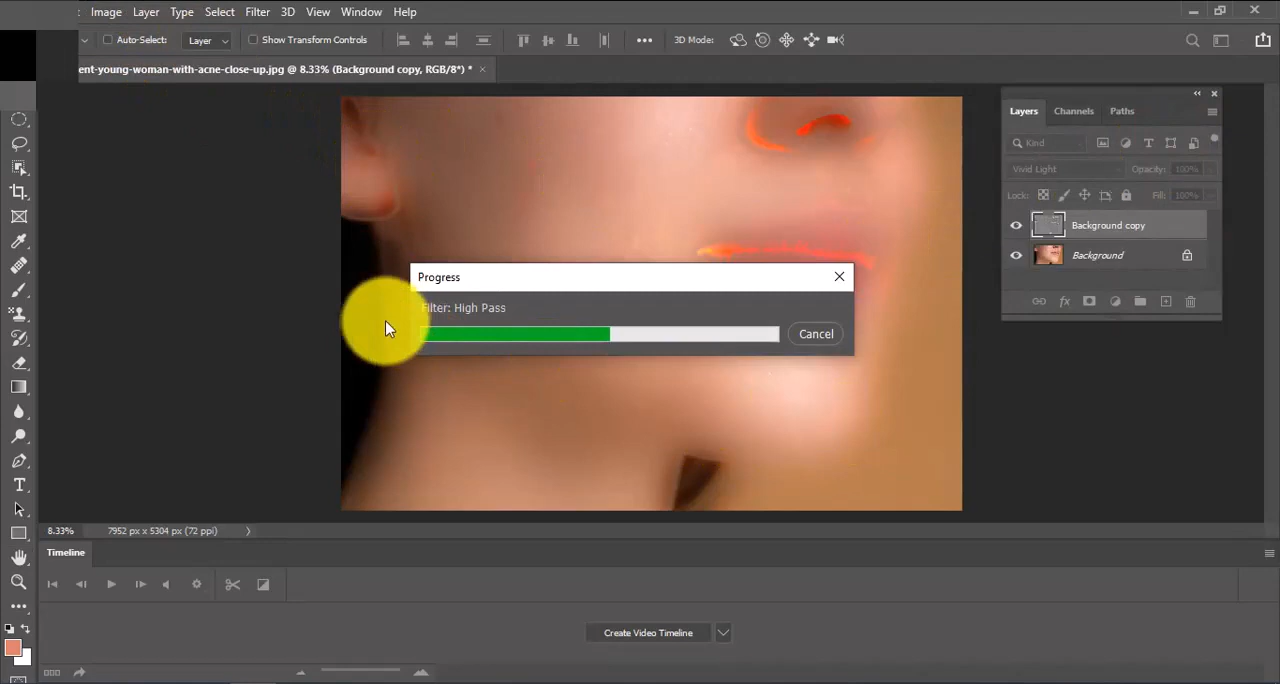 Image Layer Type Select Filter 3D View Window Help
Auto-Select: Layer Show Transform Controls 3D Mode:
ent-young-woman-with-acne-close-up.jpg @ 8.33% (Background copy, RGB/8*) *
Layers Channels Paths
Kind
Vivid Light Opacity: 100%
Lock: Fill: 100%
Background copy
Background
fx
Progress
Filter: High Pass
Cancel
8.33% 7952 px x 5304 px (72 ppi)
Timeline
Create Video Timeline